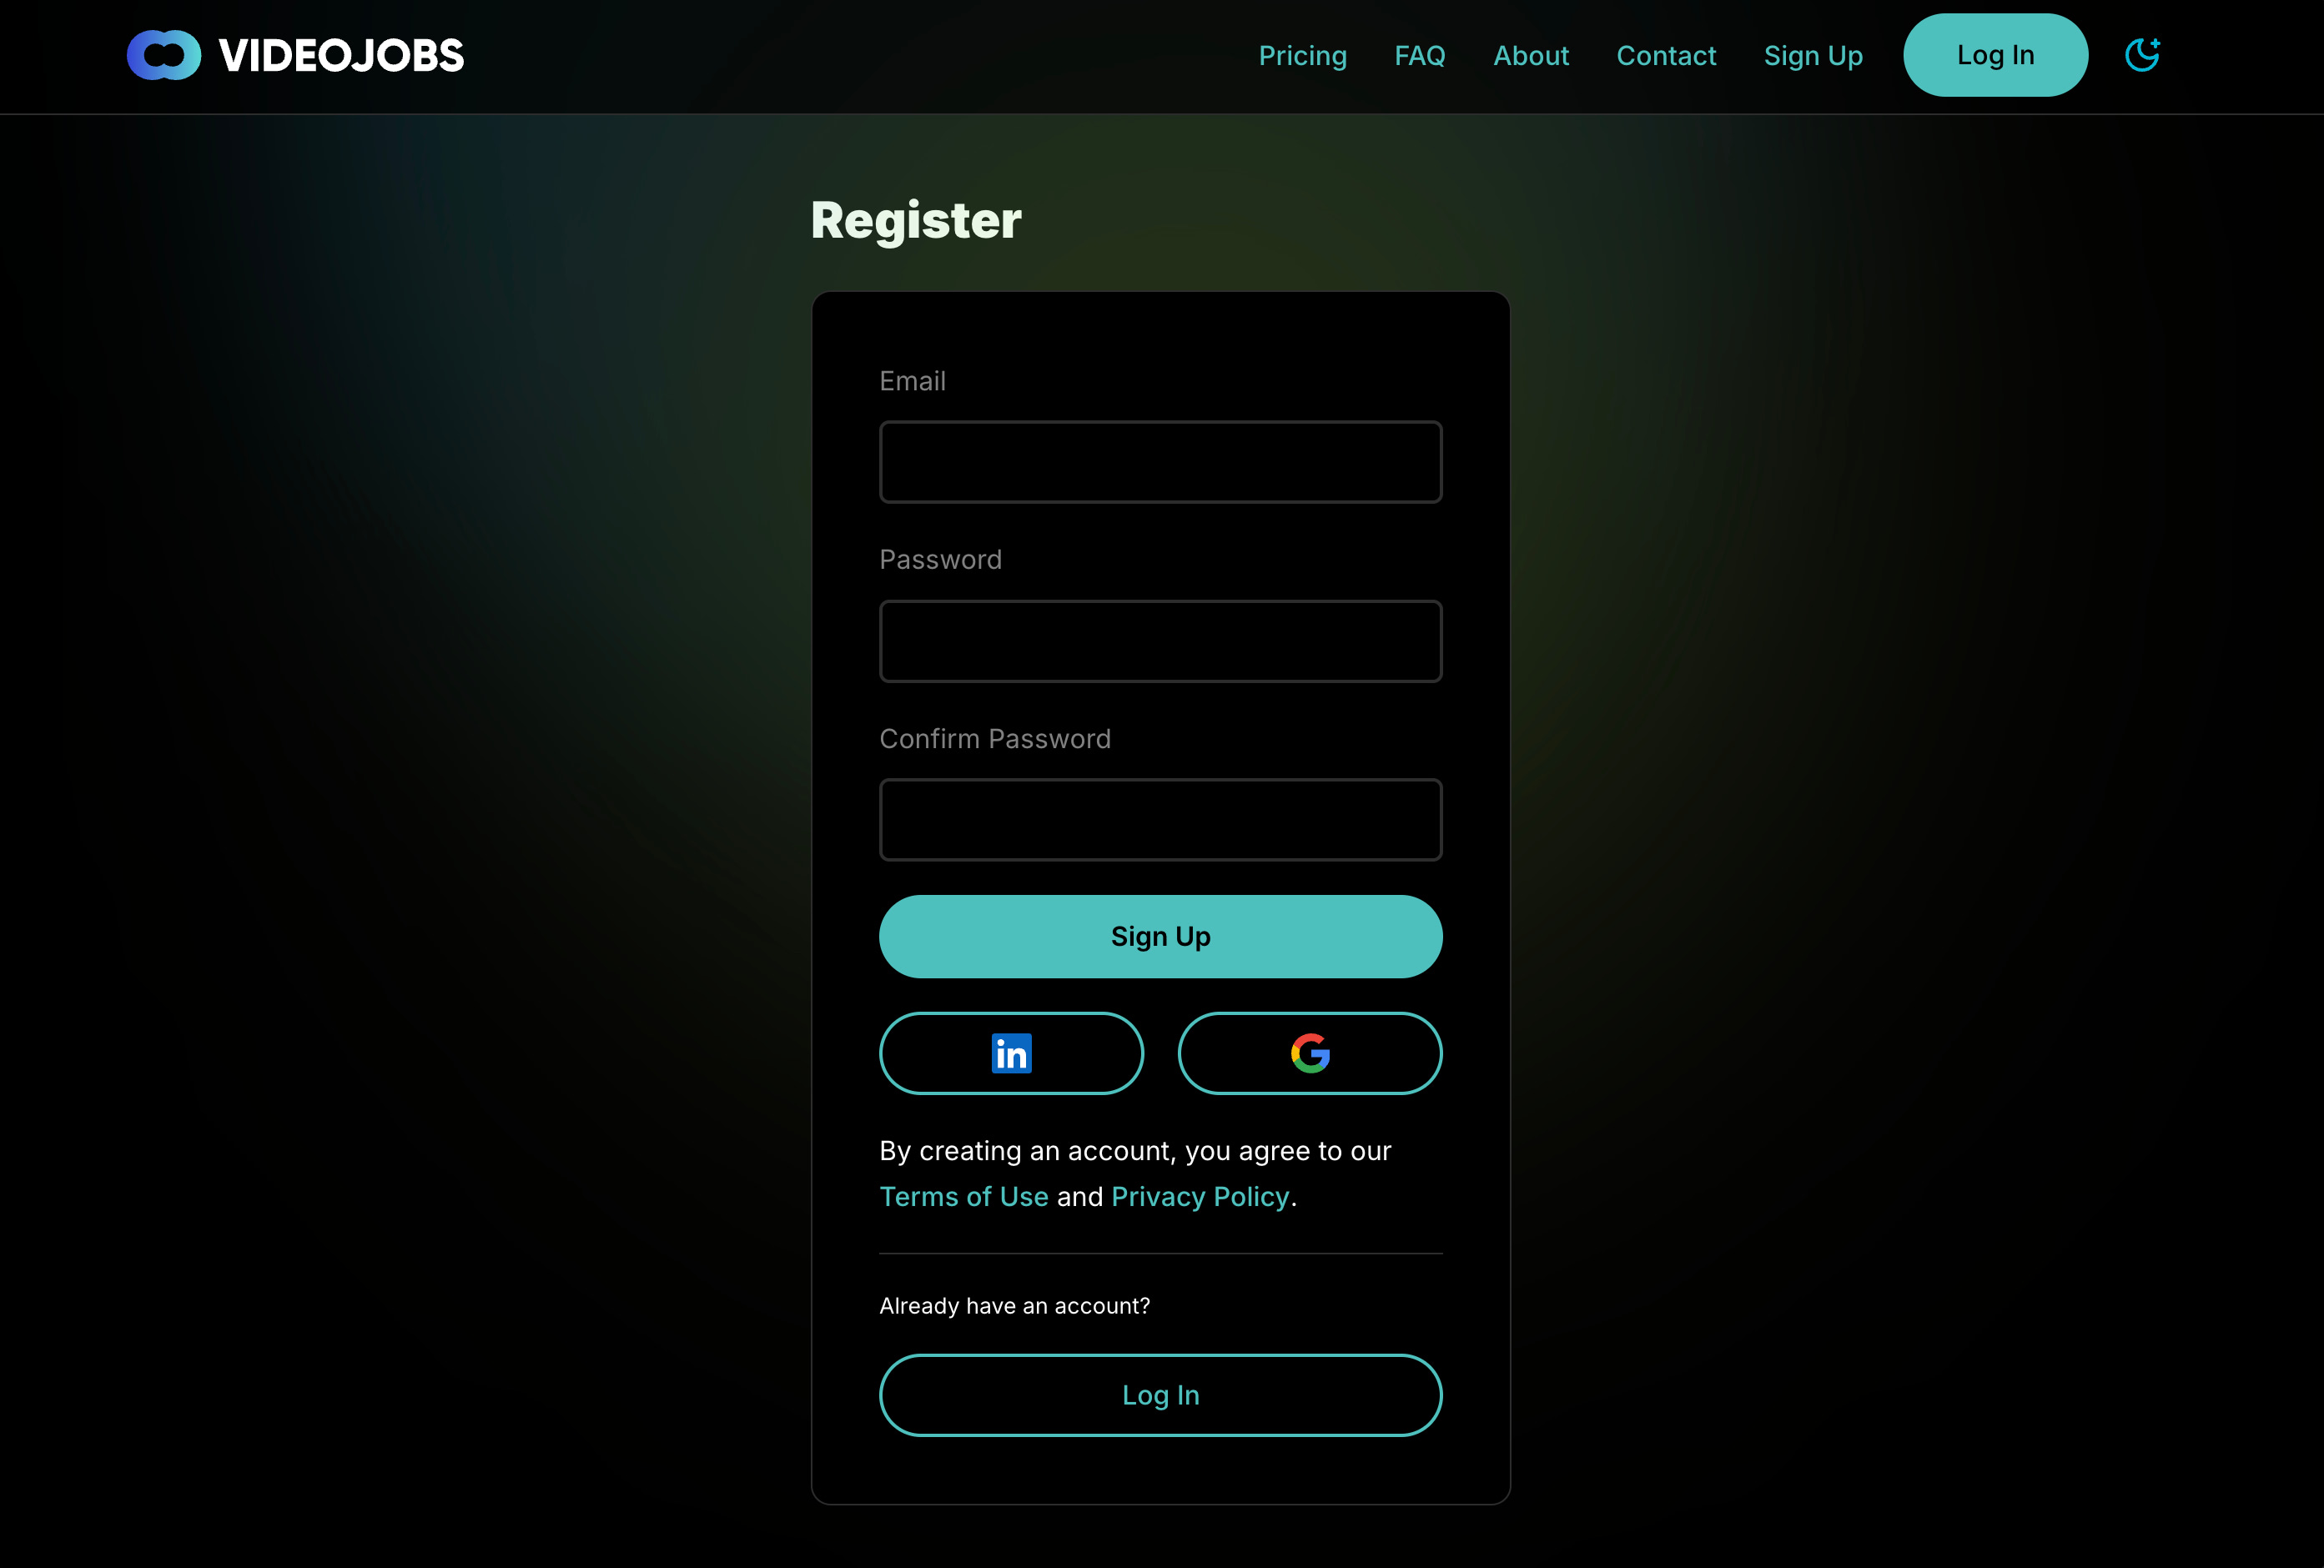 VIDEOJOBS
Pricing FAQ About Contact Sign Up Log In
Register
Email
Password
Confirm Password
Sign Up
in G
By creating an account, you agree to our
Terms of Use and Privacy Policy.
Already have an account?
Log In